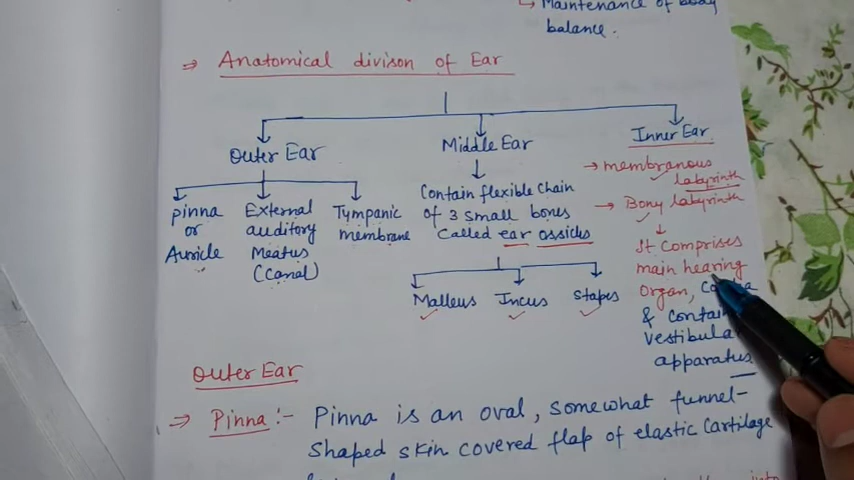 ↳ Maintenance of body
balance.
⇒ Anatomical divison of Ear
Outer Ear
Middle Ear
Inner Ear
pinna
or
Auricle
External
auditory
Meatus
(Canal)
Tympanic
membrane
Contain flexible Chain
of 3 small bones
Called ear ossicles
Malleus
Incus
Stapes
→ membranous
labyrinth
→ Bony labyrinth
It Comprises
main hearing
Organ,
& contain
vestibular
apparatus
Outer Ear
⇒ Pinna :- Pinna is an oval, somewhat funnel-
shaped skin covered flap of elastic Cartilage
into